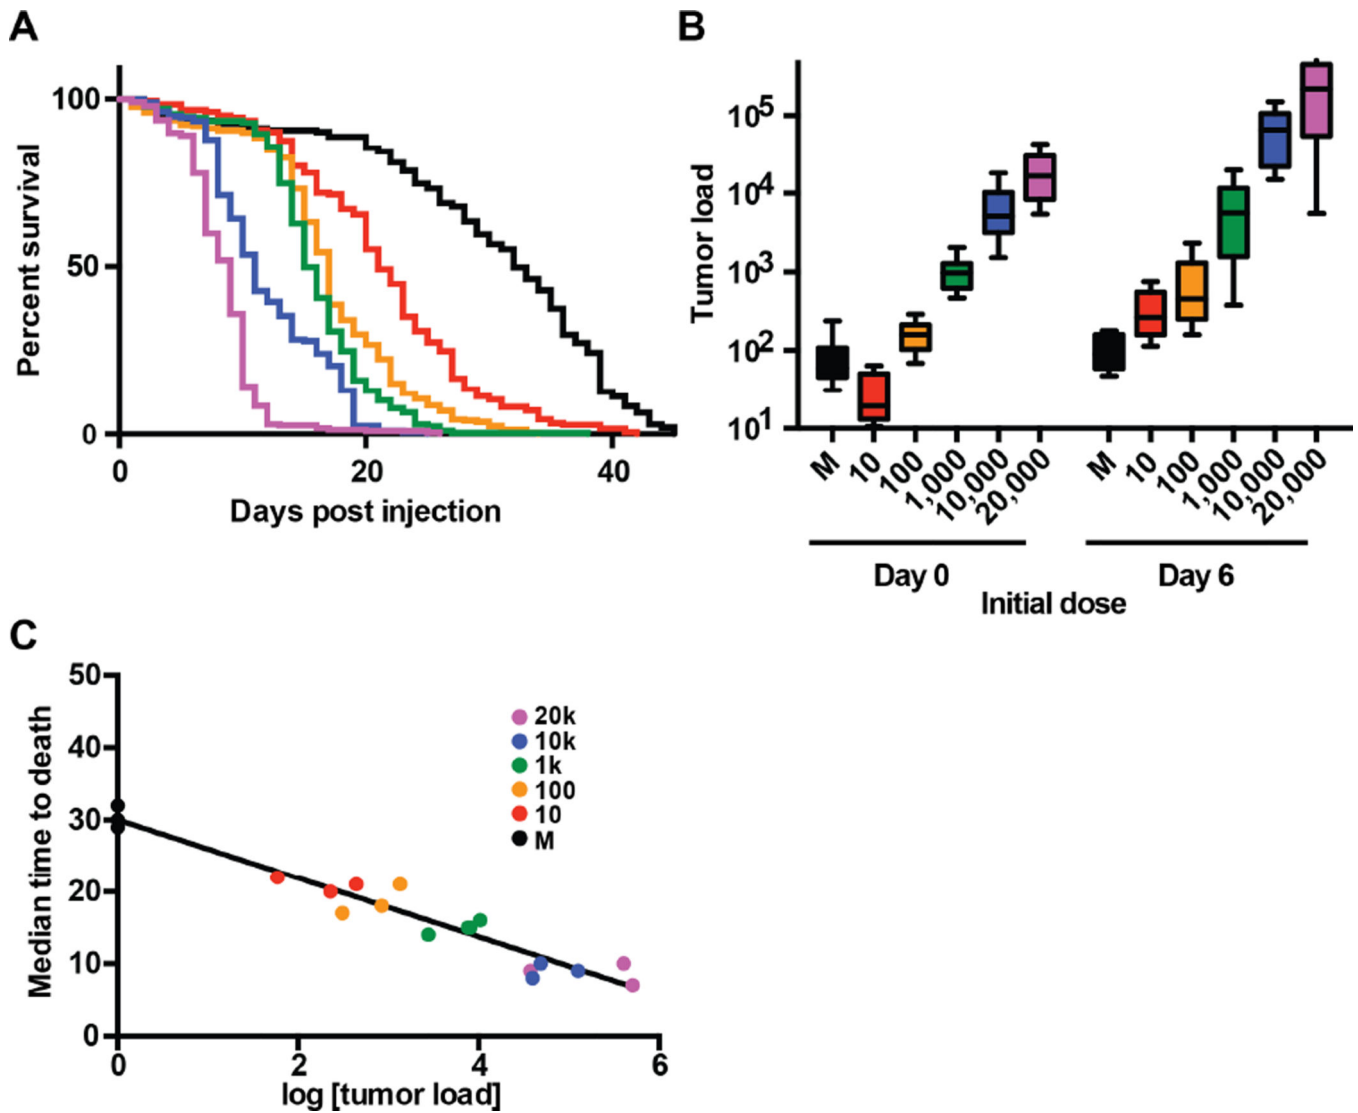 A
Percent survival
100
50
0
0 20 40
Days post injection
B
Tumor load
10^5
10^4
10^3
10^2
10^1
M 10 100 1,000 10,000 20,000 M 10 100 1,000 10,000 20,000
Day 0 Day 6
Initial dose
C
Median time to death
50
40
30
20
10
0
20k
10k
1k
100
10
M
0 2 4 6
log [tumor load]